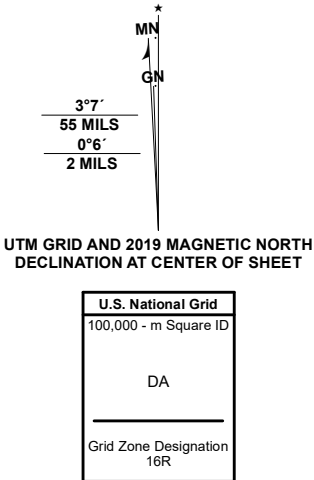 MN
GN
3°7´
55 MILS
0°6´
2 MILS
UTM GRID AND 2019 MAGNETIC NORTH
DECLINATION AT CENTER OF SHEET
U.S. National Grid
100,000 - m Square ID
DA
Grid Zone Designation
16R